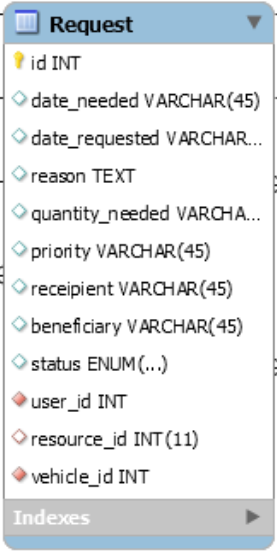 Request
id INT
date_needed VARCHAR(45)
date_requested VARCHAR...
reason TEXT
quantity_needed VARCHA...
priority VARCHAR(45)
receipient VARCHAR(45)
beneficiary VARCHAR(45)
status ENUM(...)
user_id INT
resource_id INT(11)
vehicle_id INT
Indexes